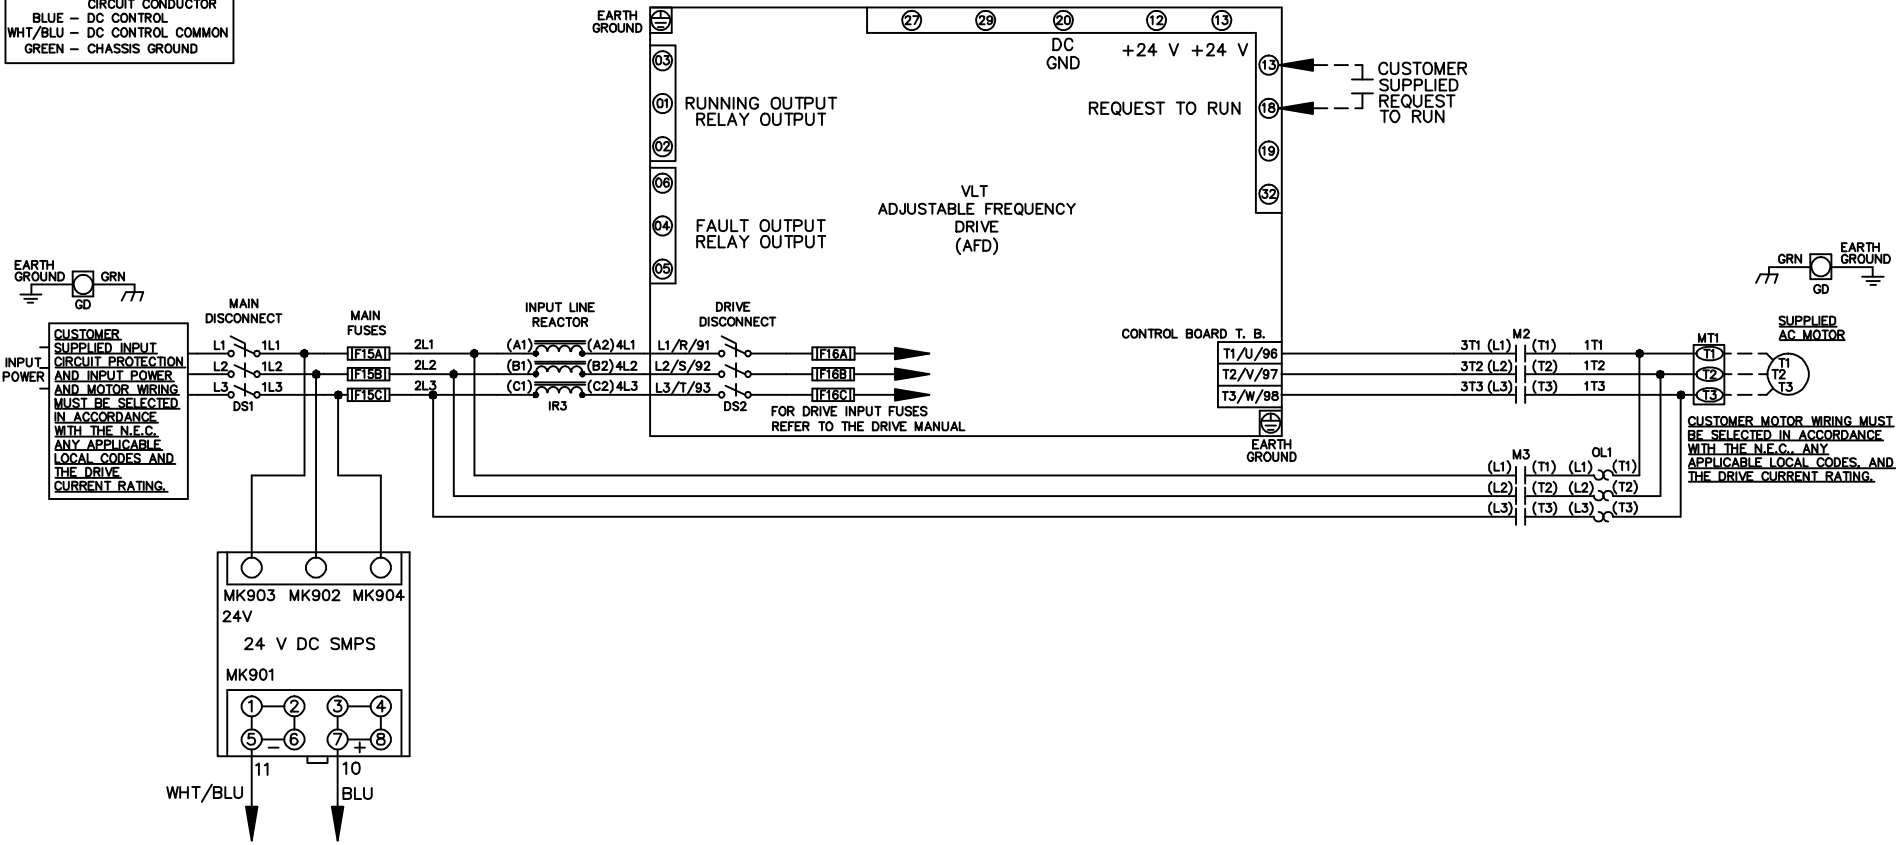 CIRCUIT CONDUCTOR
BLUE – DC CONTROL
WHT/BLU – DC CONTROL COMMON
GREEN – CHASSIS GROUND
EARTH
GROUND
27
29
20
12
13
DC
GND
+24 V
+24 V
03
01
02
RUNNING OUTPUT
RELAY OUTPUT
06
04
05
FAULT OUTPUT
RELAY OUTPUT
13
18
19
32
REQUEST TO RUN
CUSTOMER
SUPPLIED
REQUEST
TO RUN
VLT
ADJUSTABLE FREQUENCY
DRIVE
(AFD)
EARTH
GROUND
GRN
GD
INPUT
POWER
CUSTOMER
SUPPLIED INPUT
CIRCUIT PROTECTION
AND INPUT POWER
AND MOTOR WIRING
MUST BE SELECTED
IN ACCORDANCE
WITH THE N.E.C.
ANY APPLICABLE
LOCAL CODES AND
THE DRIVE
CURRENT RATING.
MAIN
DISCONNECT
L1 1L1
L2 1L2
L3 1L3
DS1
MAIN
FUSES
F15A
F15B
F15C
2L1
2L2
2L3
INPUT LINE
REACTOR
(A1) (A2) 4L1
(B1) (B2) 4L2
(C1) (C2) 4L3
IR3
L1/R/91
L2/S/92
L3/T/93
DRIVE
DISCONNECT
DS2
F16A
F16B
F16C
FOR DRIVE INPUT FUSES
REFER TO THE DRIVE MANUAL
CONTROL BOARD T. B.
T1/U/96
T2/V/97
T3/W/98
EARTH
GROUND
M2
3T1 (L1) (T1) 1T1
3T2 (L2) (T2) 1T2
3T3 (L3) (T3) 1T3
M3
OL1
(L1) (T1) (L1) (T1)
(L2) (T2) (L2) (T2)
(L3) (T3) (L3) (T3)
GRN
EARTH
GROUND
GD
SUPPLIED
AC MOTOR
MT1
T1
T2
T3
T1
T2
T3
CUSTOMER MOTOR WIRING MUST
BE SELECTED IN ACCORDANCE
WITH THE N.E.C., ANY
APPLICABLE LOCAL CODES, AND
THE DRIVE CURRENT RATING.
MK903 MK902 MK904
24V
24 V DC SMPS
MK901
1 2 3 4
5 – 6 7 + 8
11 10
WHT/BLU BLU